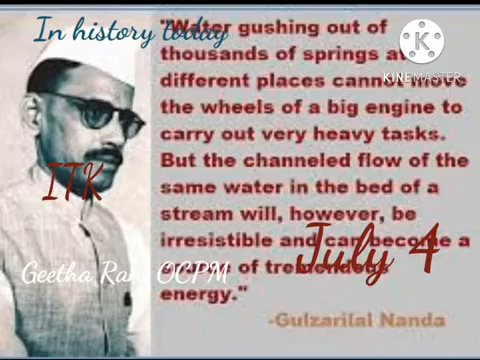 In history today
"Water gushing out of
thousands of springs at
different places cannot move
the wheels of a big engine to
carry out very heavy tasks.
But the channeled flow of the
same water in the bed of a
stream will, however, be
irresistible and can become a
of tremendous
energy."
-Gulzarilal Nanda
KINEMASTER
ITK
July 4
Geetha Rani OCPM